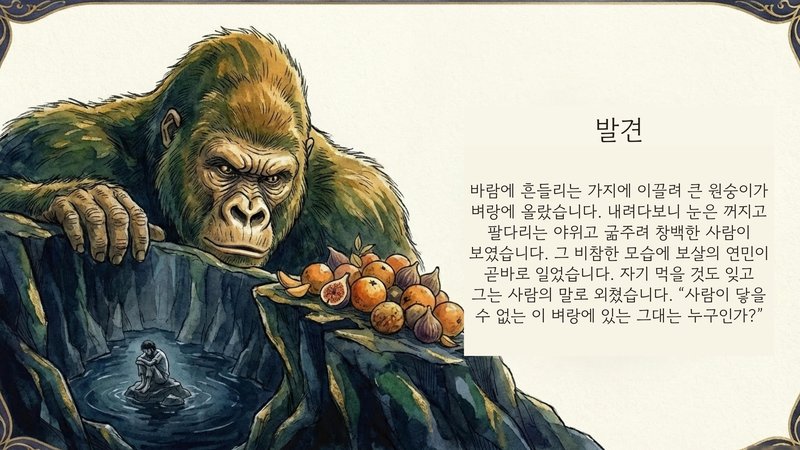 발견
바람에 흔들리는 가지에 이끌려 큰 원숭이가
벼랑에 올랐습니다. 내려다보니 눈은 꺼지고
팔다리는 야위고 굶주려 창백한 사람이
보였습니다. 그 비참한 모습에 보살의 연민이
곧바로 일었습니다. 자기 먹을 것도 잊고
그는 사람의 말로 외쳤습니다. “사람이 닿을
수 없는 이 벼랑에 있는 그대는 누구인가?”